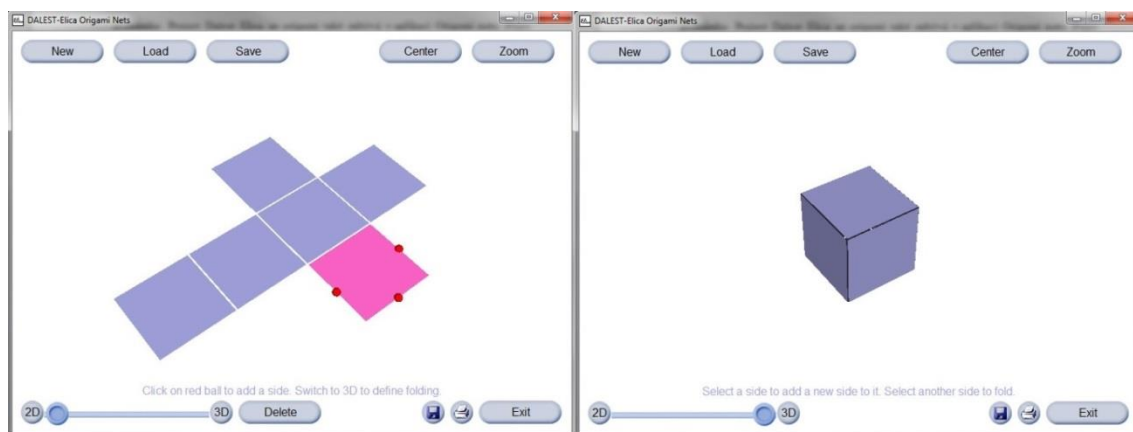 DALEST-Elica Origami Nets
New Load Save Center Zoom
Click on red ball to add a side. Switch to 3D to define folding.
2D 3D Delete Exit
DALEST-Elica Origami Nets
New Load Save Center Zoom
Select a side to add a new side to it. Select another side to fold.
2D 3D Exit